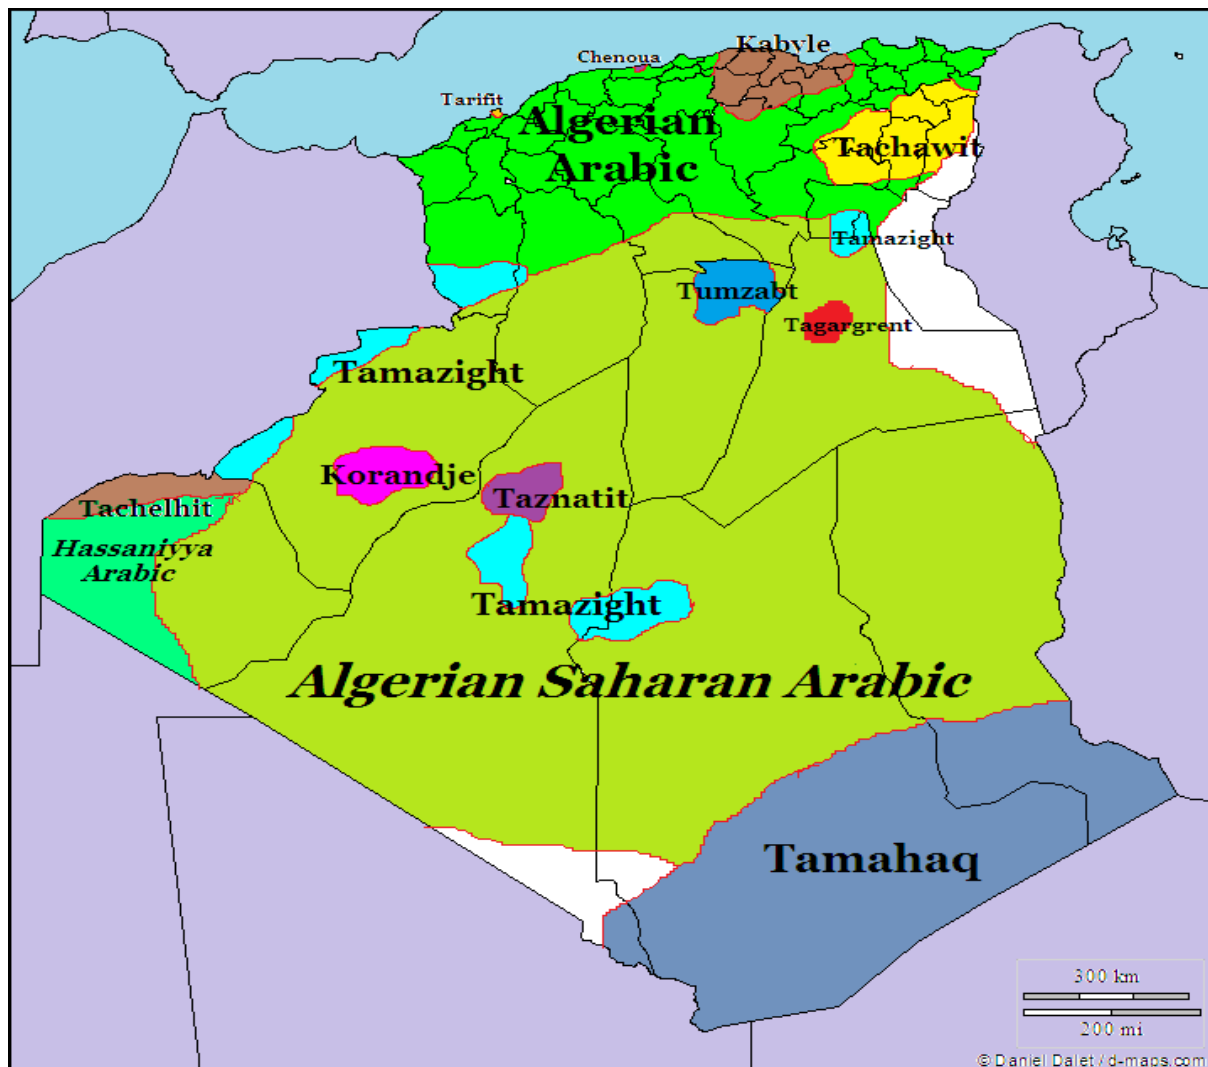 Kabyle
Chenoua
Tarifit
Algerian
Arabic
Tachawit
Tamazight
Tumzabt
Tagargrent
Tamazight
Korandje
Taznatit
Tachelhit
Hassaniyya
Arabic
Tamazight
Algerian Saharan Arabic
Tamahaq
300 km
200 mi
© Daniel Dalet / d-maps.com